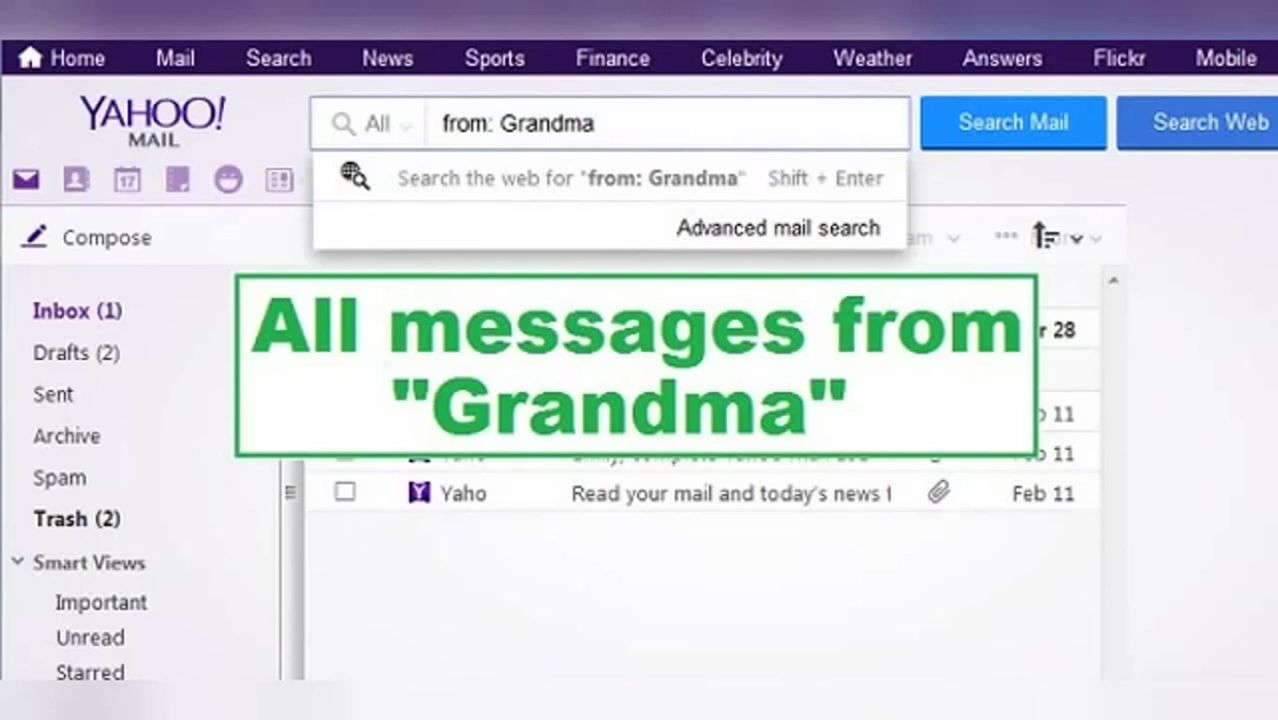 Home Mail Search News Sports Finance Celebrity Weather Answers Flickr Mobile
YAHOO!
MAIL
All from: Grandma Search Mail Search Web
17
Search the web for "from: Grandma" Shift + Enter
Advanced mail search
Compose
Inbox (1)
Drafts (2)
Sent
Archive
Spam
Trash (2)
Smart Views
Important
Unread
Starred
All messages from
"Grandma"
28
11
Feb 11
Yaho Read your mail and today's news Feb 11